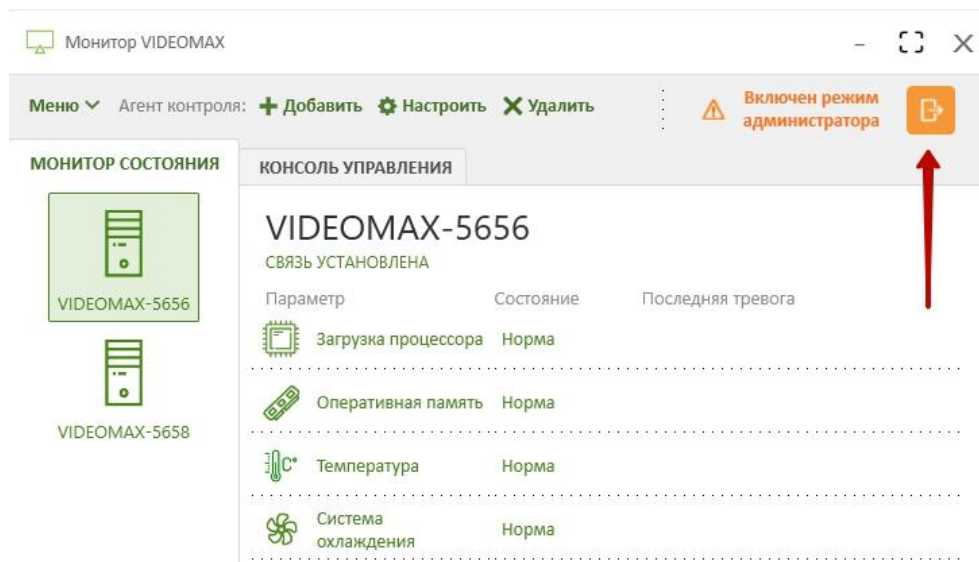 Монитор VIDEOMAX
Меню Агент контроля: Добавить Настроить Удалить
Включен режим
администратора
МОНИТОР СОСТОЯНИЯ
КОНСОЛЬ УПРАВЛЕНИЯ
VIDEOMAX-5656
VIDEOMAX-5658
VIDEOMAX-5656
СВЯЗЬ УСТАНОВЛЕНА
Параметр Состояние Последняя тревога
Загрузка процессора Норма
Оперативная память Норма
C° Температура Норма
Система
охлаждения Норма